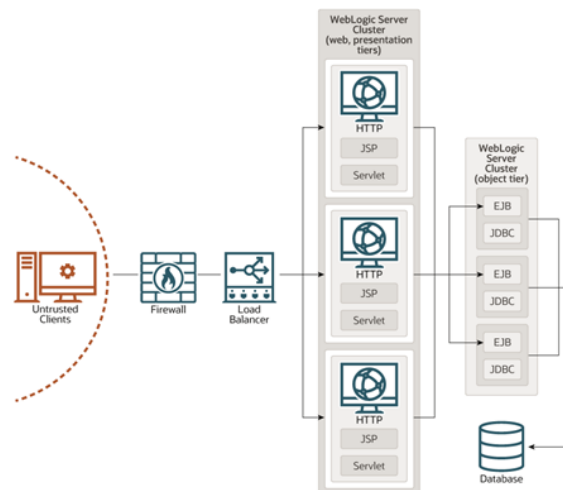 WebLogic Server
Cluster
(web, presentation
tiers)
HTTP
JSP
Servlet
HTTP
JSP
Servlet
HTTP
JSP
Servlet
WebLogic
Server
Cluster
(object tier)
EJB
JDBC
EJB
JDBC
EJB
JDBC
Untrusted
Clients
Firewall
Load
Balancer
Database